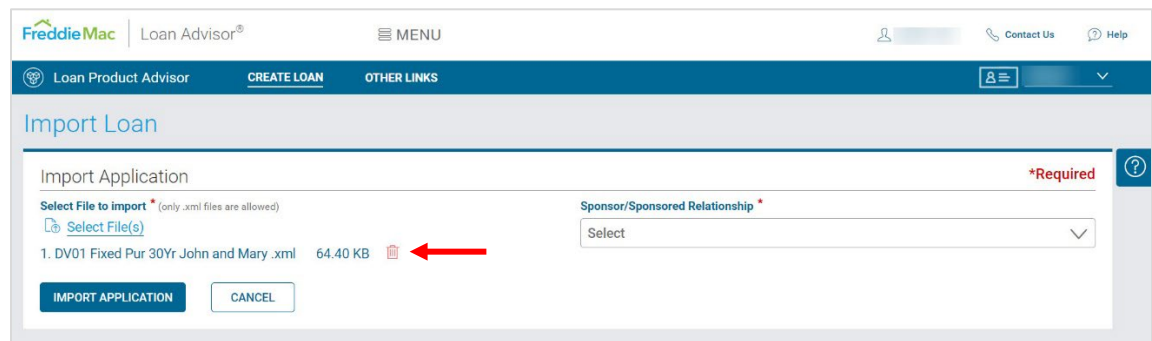 FreddieMac Loan Advisor® MENU Contact Us Help
Loan Product Advisor CREATE LOAN OTHER LINKS
Import Loan
Import Application *Required
Select File to import * (only .xml files are allowed) Sponsor/Sponsored Relationship *
Select File(s) Select
1. DV01 Fixed Pur 30Yr John and Mary .xml 64.40 KB
IMPORT APPLICATION CANCEL